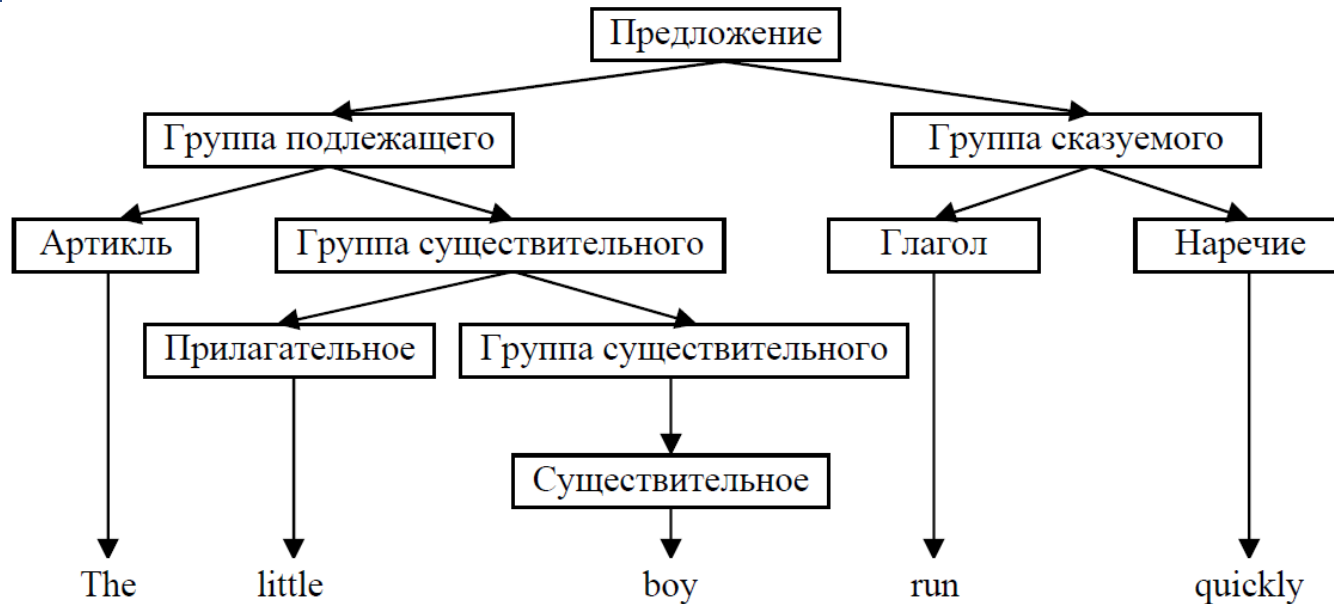 Предложение
Группа подлежащего Группа сказуемого
Артикль Группа существительного Глагол Наречие
Прилагательное Группа существительного
Существительное
The little boy run quickly